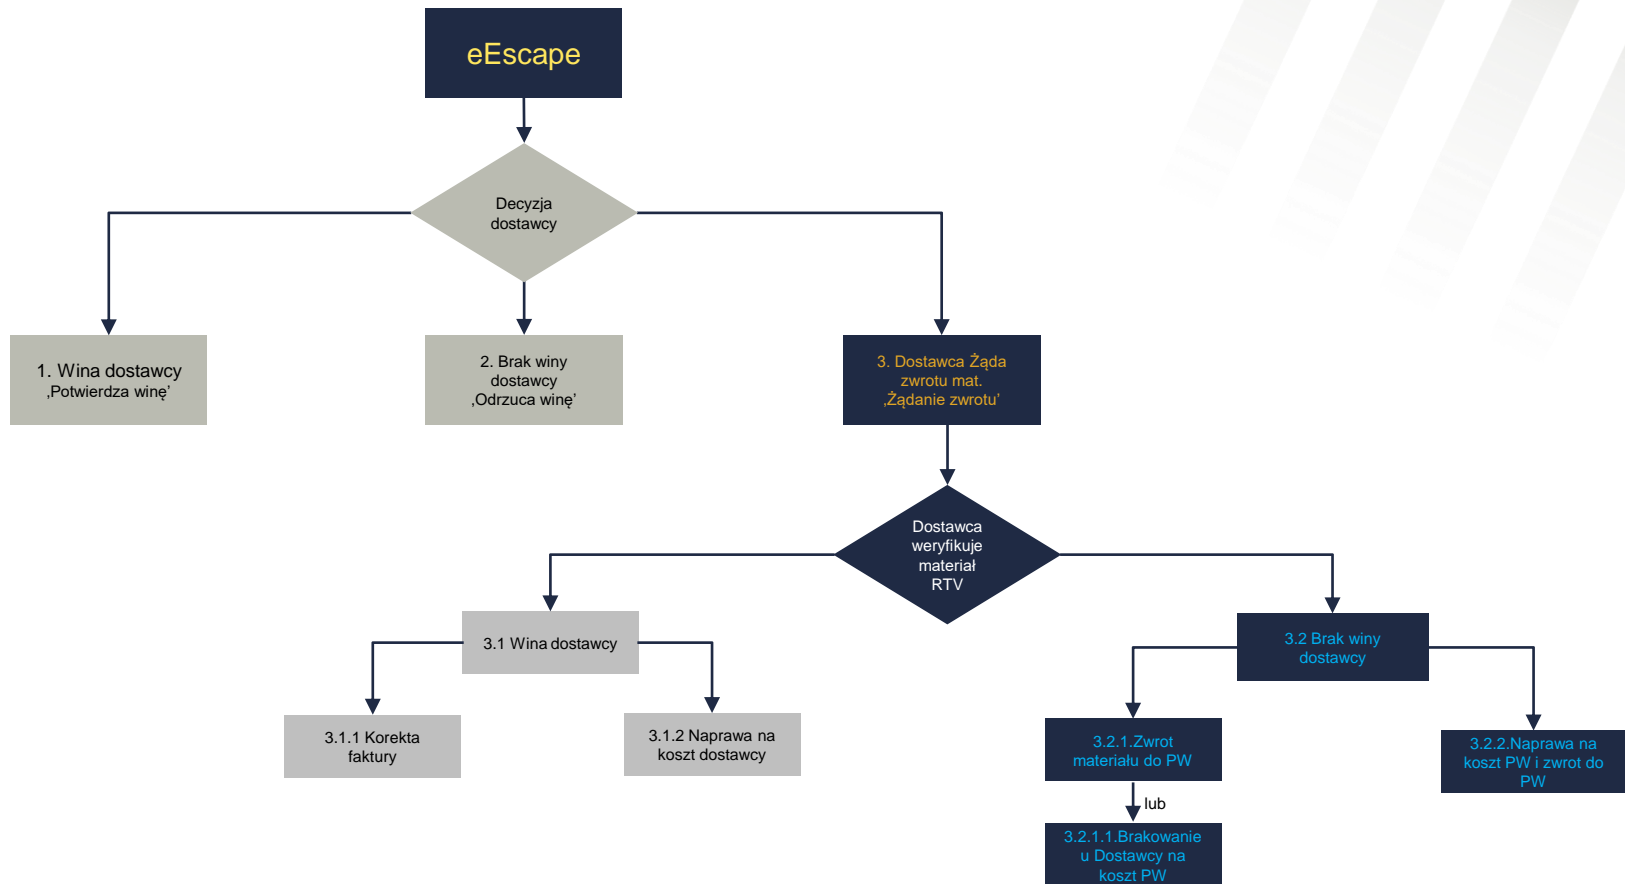 eEscape
Decyzja
dostawcy
1. Wina dostawcy
‚Potwierdza winę’
2. Brak winy
dostawcy
‚Odrzuca winę’
3. Dostawca Żąda
zwrotu mat.
‚Żądanie zwrotu’
Dostawca
weryfikuje
materiał
RTV
3.1 Wina dostawcy
3.2 Brak winy
dostawcy
3.1.1 Korekta
faktury
3.1.2 Naprawa na
koszt dostawcy
3.2.1.Zwrot
materiału do PW
3.2.2.Naprawa na
koszt PW i zwrot do
PW
lub
3.2.1.1.Brakowanie
u Dostawcy na
koszt PW